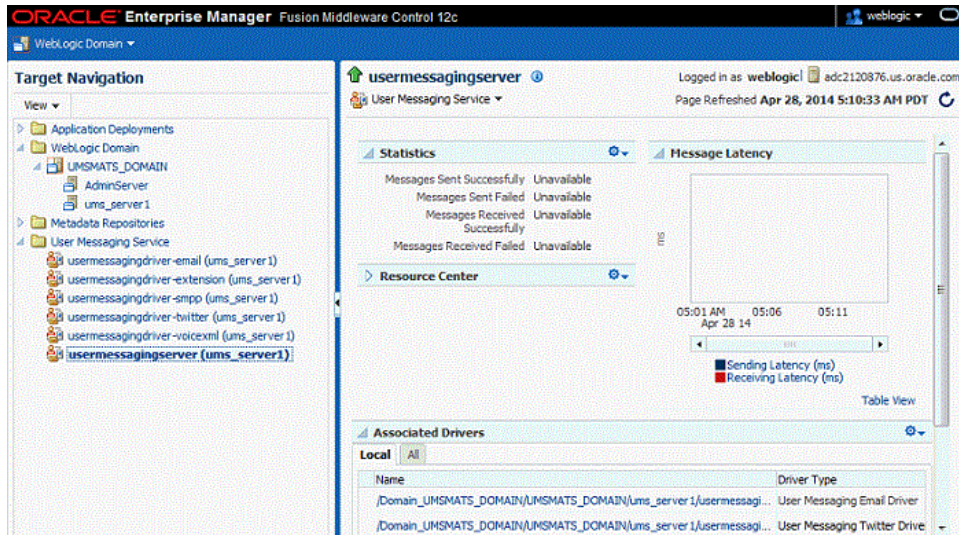 ORACLE Enterprise Manager Fusion Middleware Control 12c
weblogic
WebLogic Domain
Target Navigation
View
Application Deployments
WebLogic Domain
UMSMATS_DOMAIN
AdminServer
ums_server1
Metadata Repositories
User Messaging Service
usermessagingdriver-email (ums_server1)
usermessagingdriver-extension (ums_server1)
usermessagingdriver-smpp (ums_server1)
usermessagingdriver-twitter (ums_server1)
usermessagingdriver-voicexml (ums_server1)
usermessagingserver (ums_server1)
usermessagingserver
Logged in as weblogic
adc2120876.us.oracle.com
User Messaging Service
Page Refreshed Apr 28, 2014 5:10:33 AM PDT
Statistics
Messages Sent Successfully Unavailable
Messages Sent Failed Unavailable
Messages Received Unavailable
Successfully
Messages Received Failed Unavailable
Resource Center
Message Latency
ms
05:01 AM 05:06 05:11
Apr 28 14
Sending Latency (ms)
Receiving Latency (ms)
Table View
Associated Drivers
Local All
Name Driver Type
/Domain_UMSMATS_DOMAIN/UMSMATS_DOMAIN/ums_server1/usermessagi... User Messaging Email Driver
/Domain_UMSMATS_DOMAIN/UMSMATS_DOMAIN/ums_server1/usermessagi... User Messaging Twitter Drive